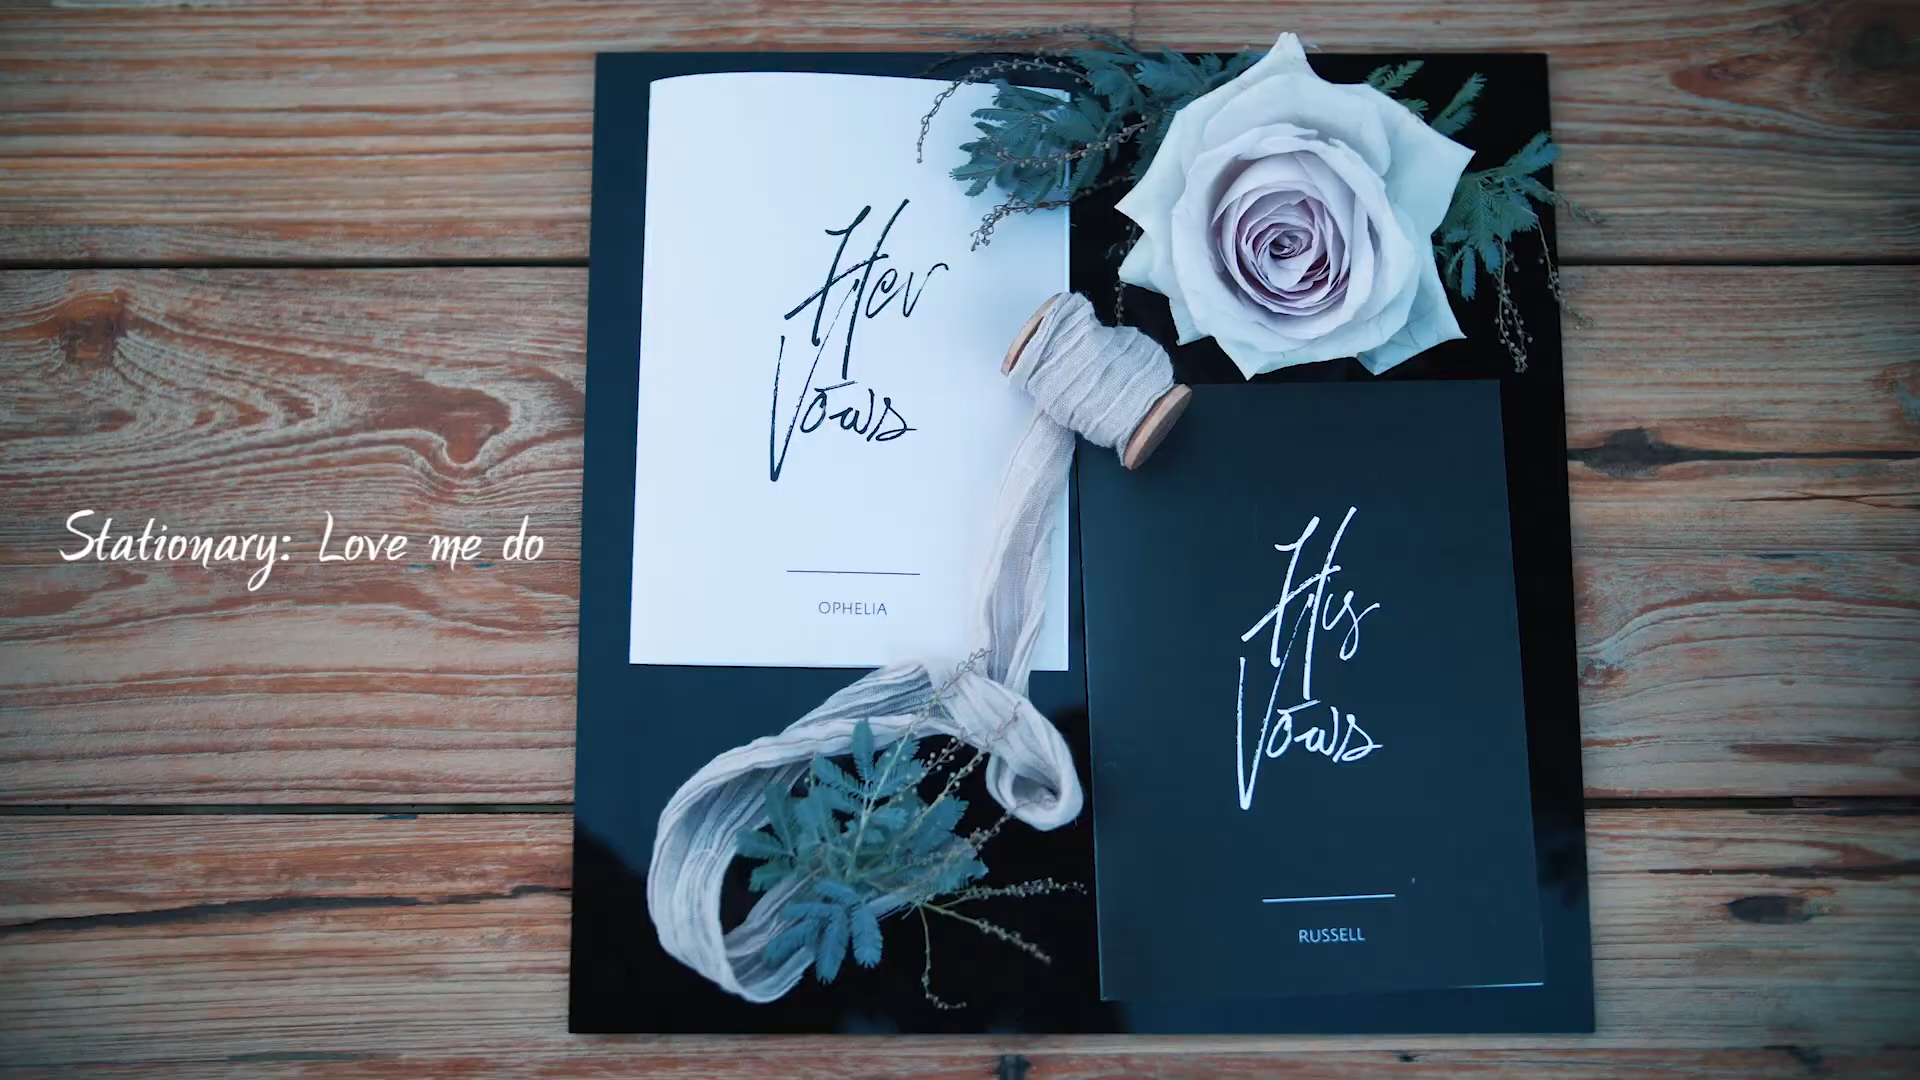 Stationary: Love me do
Her
Vows
OPHELIA
His
Vows
RUSSELL